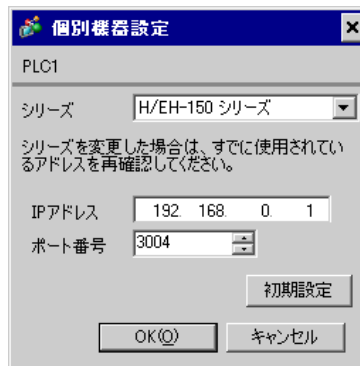 個別機器設定
PLC1
シリーズ H/EH-150 シリーズ
シリーズを変更した場合は、すでに使用されてい
るアドレスを再確認してください。
IPアドレス 192. 168. 0. 1
ポート番号 3004
初期設定
OK(O) キャンセル